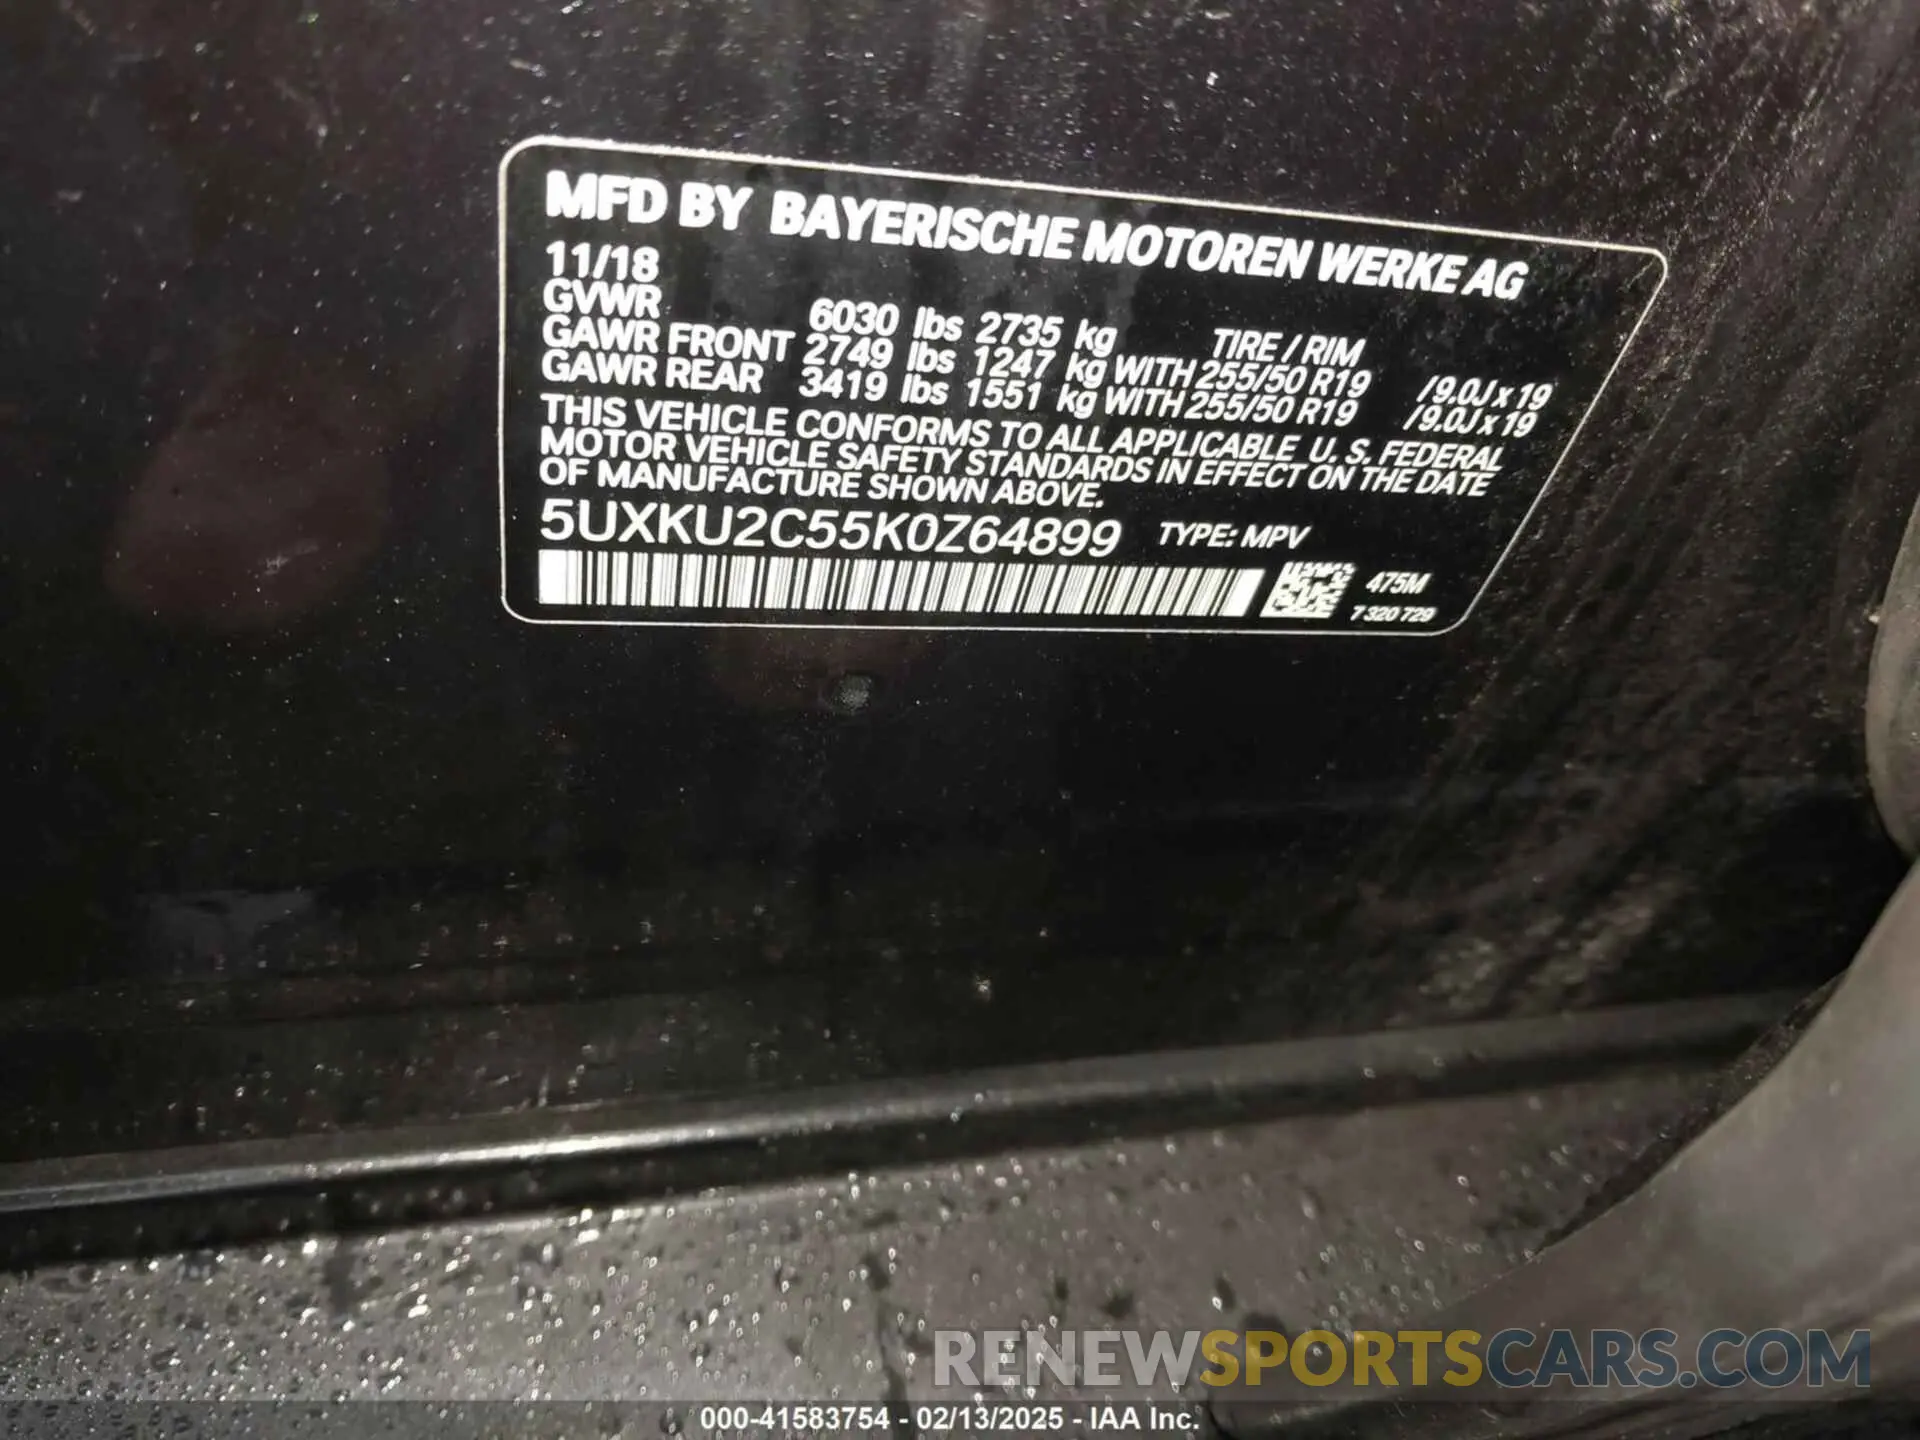 MFD BY BAYERISCHE MOTOREN WERKE AG
11/18
GVWR 6030 lbs 2735 kg TIRE / RIM
GAWR FRONT 2749 lbs 1247 kg WITH 255/50 R19 / 9.0J x 19
GAWR REAR 3419 lbs 1551 kg WITH 255/50 R19 / 9.0J x 19
THIS VEHICLE CONFORMS TO ALL APPLICABLE U. S. FEDERAL
MOTOR VEHICLE SAFETY STANDARDS IN EFFECT ON THE DATE
OF MANUFACTURE SHOWN ABOVE.
5UXKU2C55K0Z64899 TYPE: MPV
475M
7 320 729
RENEWSPORTSCARS.COM
000-41583754 - 02/13/2025 - IAA Inc.